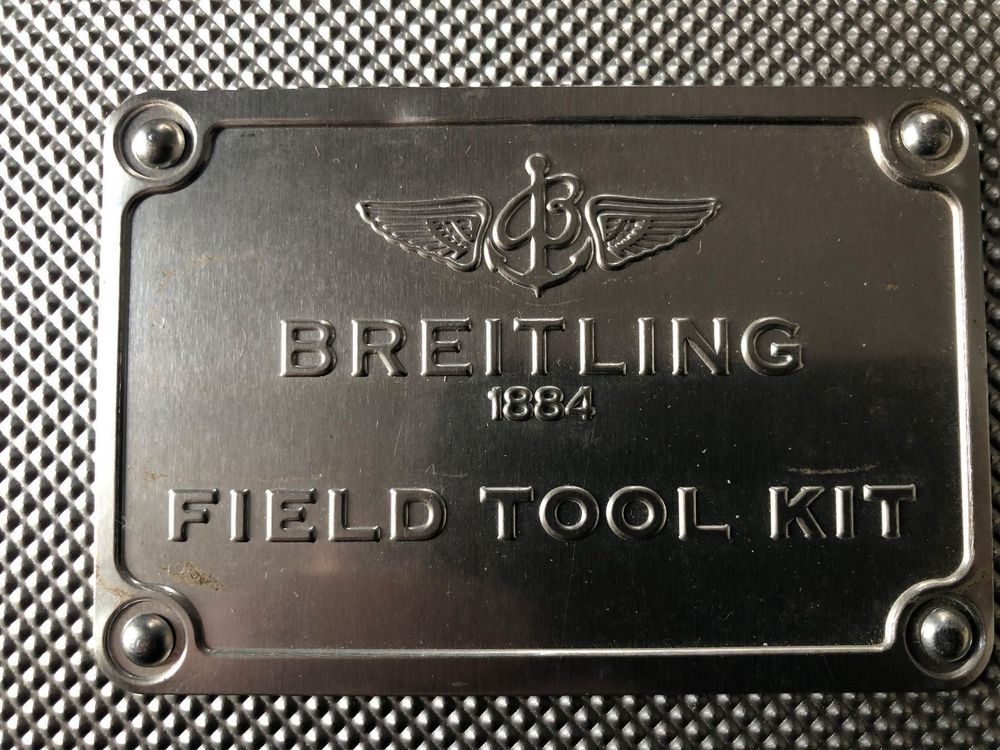 B
BREITLING
1884
FIELD TOOL KIT